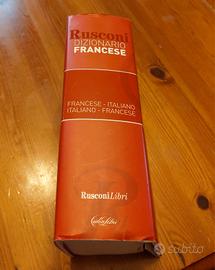 Rusconi
DIZIONARIO
FRANCESE
FRANCESE - ITALIANO
ITALIANO - FRANCESE
RusconiLibri
subito